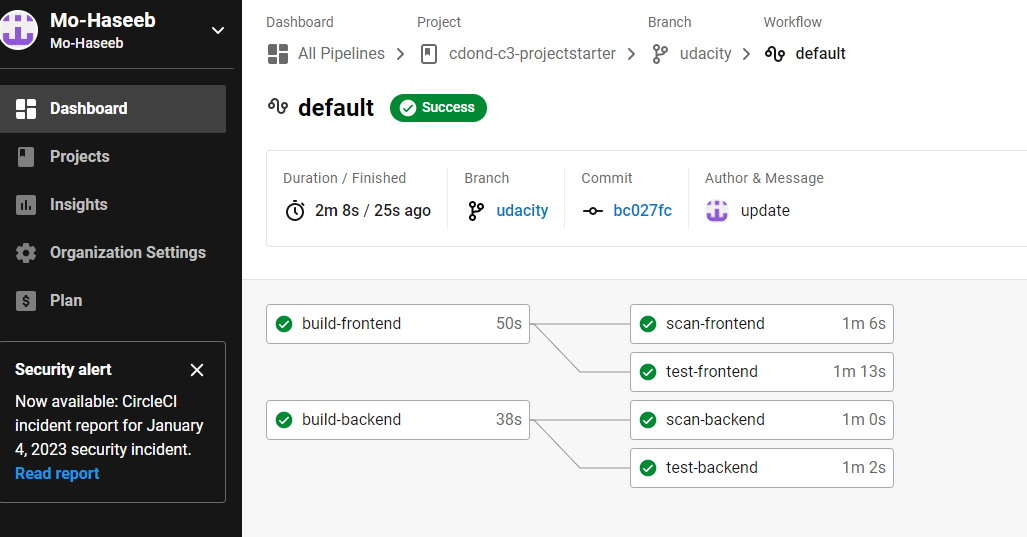 Mo-Haseeb
Mo-Haseeb
Dashboard
Projects
Insights
Organization Settings
Plan
Security alert
Now available: CircleCI
incident report for January
4, 2023 security incident.
Read report
Dashboard Project Branch Workflow
All Pipelines cdond-c3-projectstarter udacity default
default Success
Duration / Finished Branch Commit Author & Message
2m 8s / 25s ago udacity bc027fc update
build-frontend 50s scan-frontend 1m 6s
test-frontend 1m 13s
build-backend 38s scan-backend 1m 0s
test-backend 1m 2s